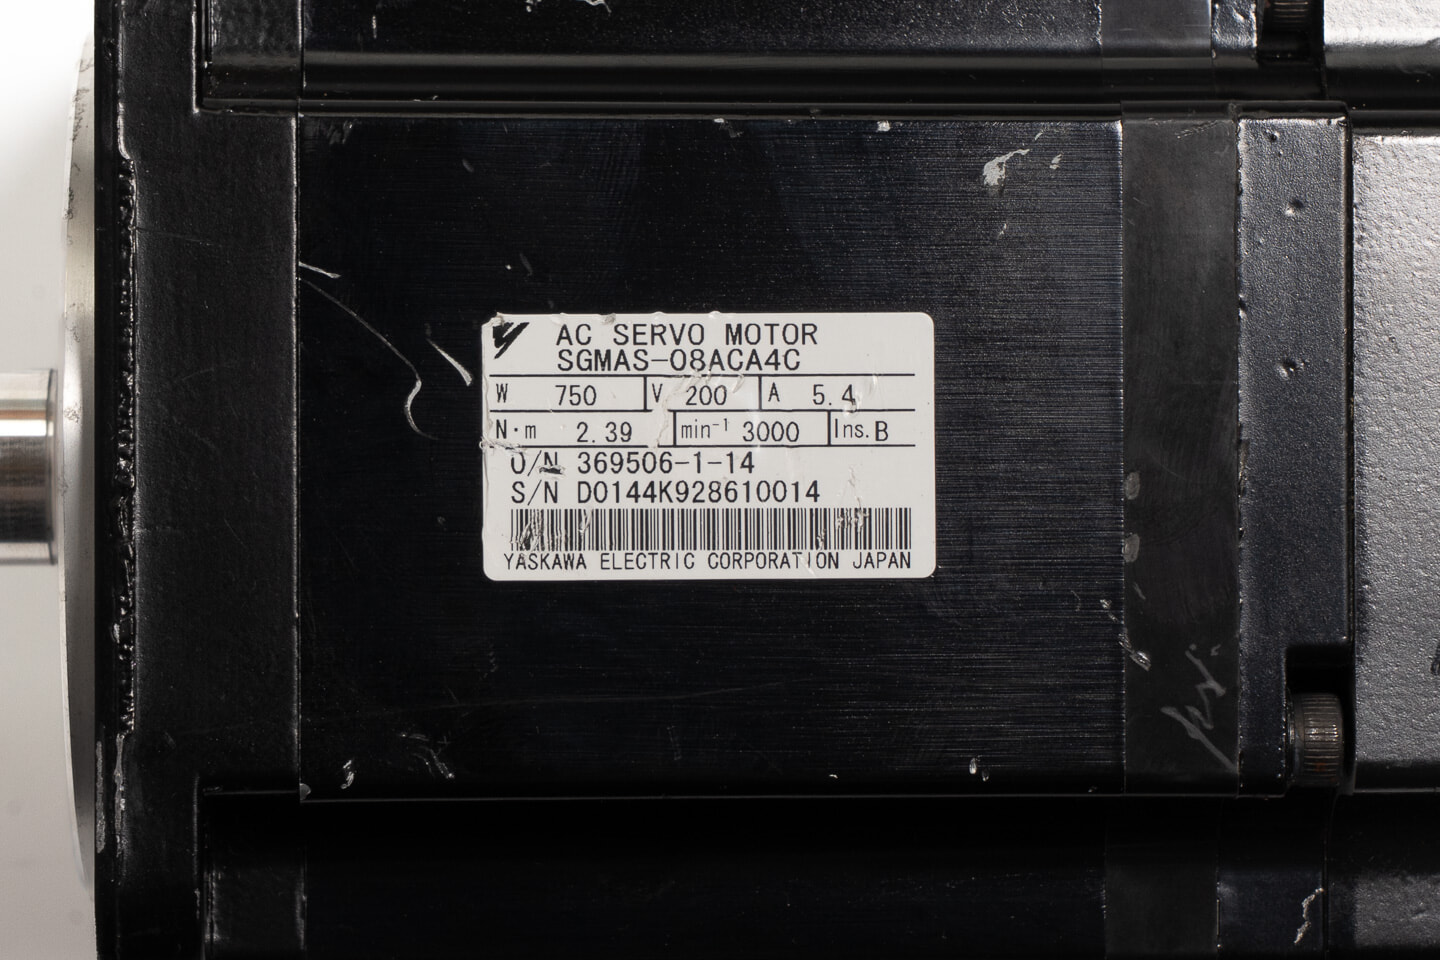 AC SERVO MOTOR
SGMAS-08ACA4C
W 750 V 200 A 5.4
N·m 2.39 min⁻¹ 3000 Ins. B
O/N 369506-1-14
S/N D0144K928610014
YASKAWA ELECTRIC CORPORATION JAPAN